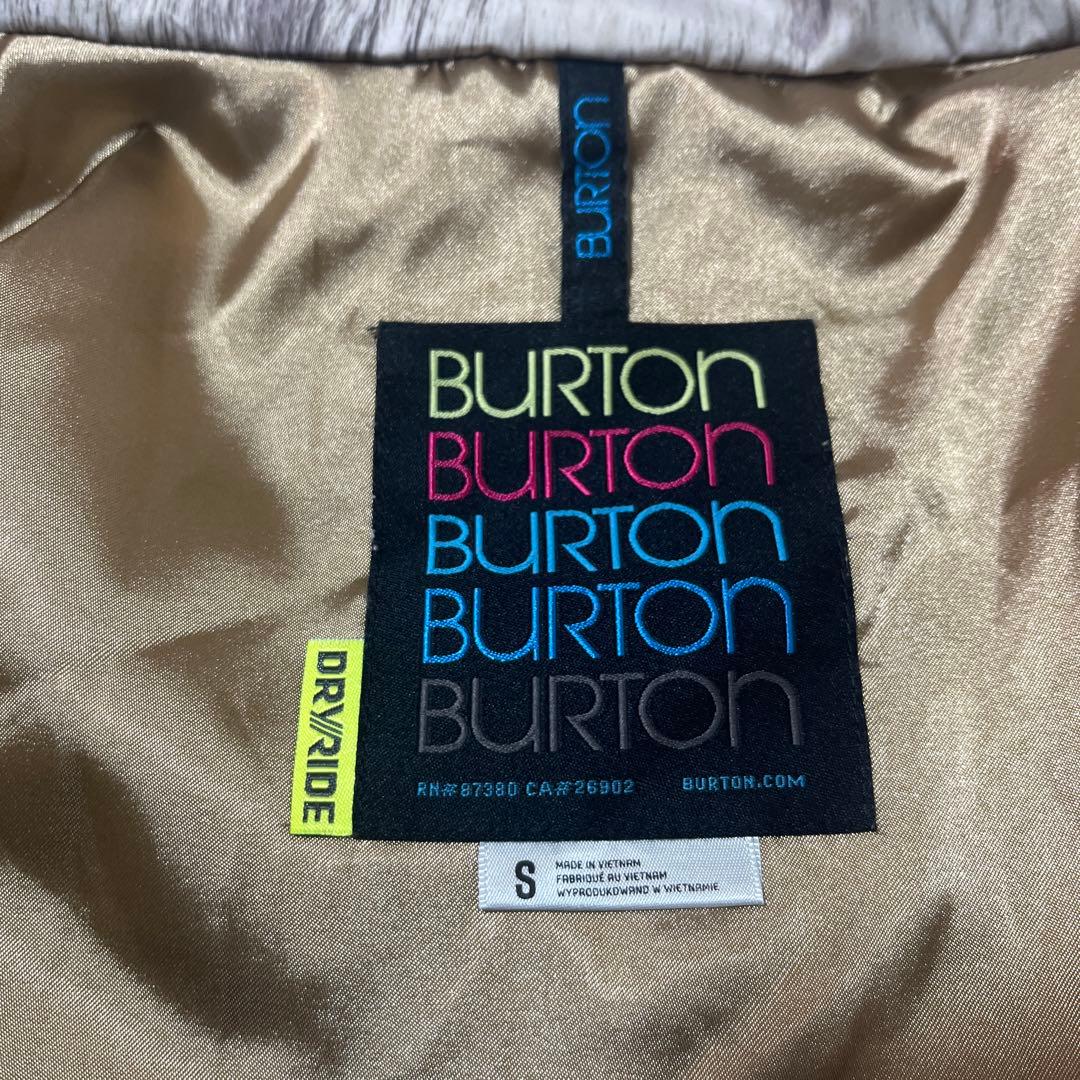 BURTON
BURTON
BURTON
BURTON
BURTON
BURTON
DRY//RIDE
RN#87380 CA#26902 BURTON.COM
S
MADE IN VIETNAM
FABRIQUÉ AU VIETNAM
WYPRODUKOWANO W WIETNAMIE